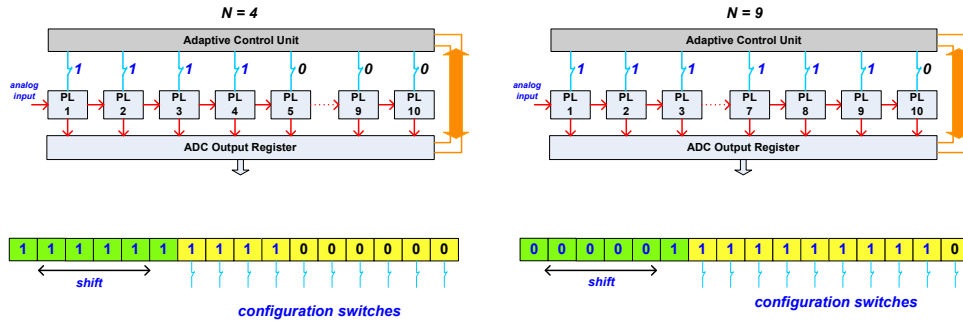 N = 4
Adaptive Control Unit
1 1 1 1 0 0 0
analog input
PL 1 PL 2 PL 3 PL 4 PL 5 PL 9 PL 10
ADC Output Register
1 1 1 1 1 1 1 1 1 1 0 0 0 0 0 0
shift
configuration switches
N = 9
Adaptive Control Unit
1 1 1 1 1 1 0
analog input
PL 1 PL 2 PL 3 PL 7 PL 8 PL 9 PL 10
ADC Output Register
0 0 0 0 0 1 1 1 1 1 1 1 1 1 1 0
shift
configuration switches